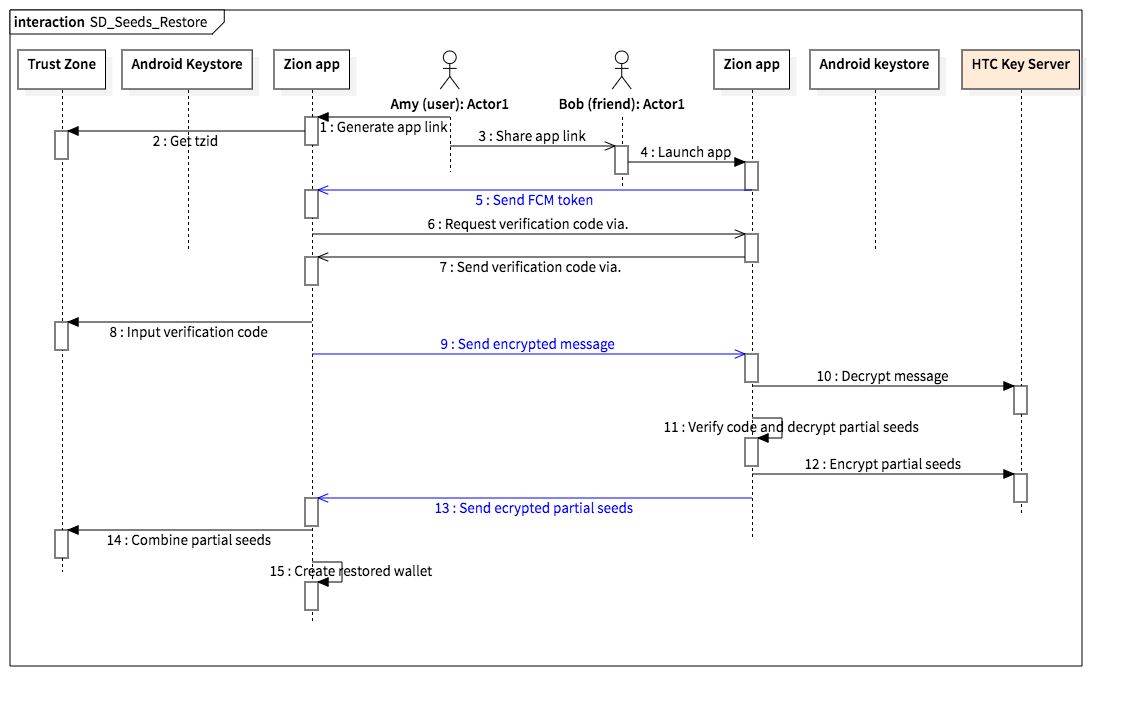 interaction SD_Seeds_Restore
Trust Zone
Android Keystore
Zion app
Amy (user): Actor1
Bob (friend): Actor1
Zion app
Android keystore
HTC Key Server
1 : Generate app link
2 : Get tzid
3 : Share app link
4 : Launch app
5 : Send FCM token
6 : Request verification code via.
7 : Send verification code via.
8 : Input verification code
9 : Send encrypted message
10 : Decrypt message
11 : Verify code and decrypt partial seeds
12 : Encrypt partial seeds
13 : Send ecrypted partial seeds
14 : Combine partial seeds
15 : Create restored wallet